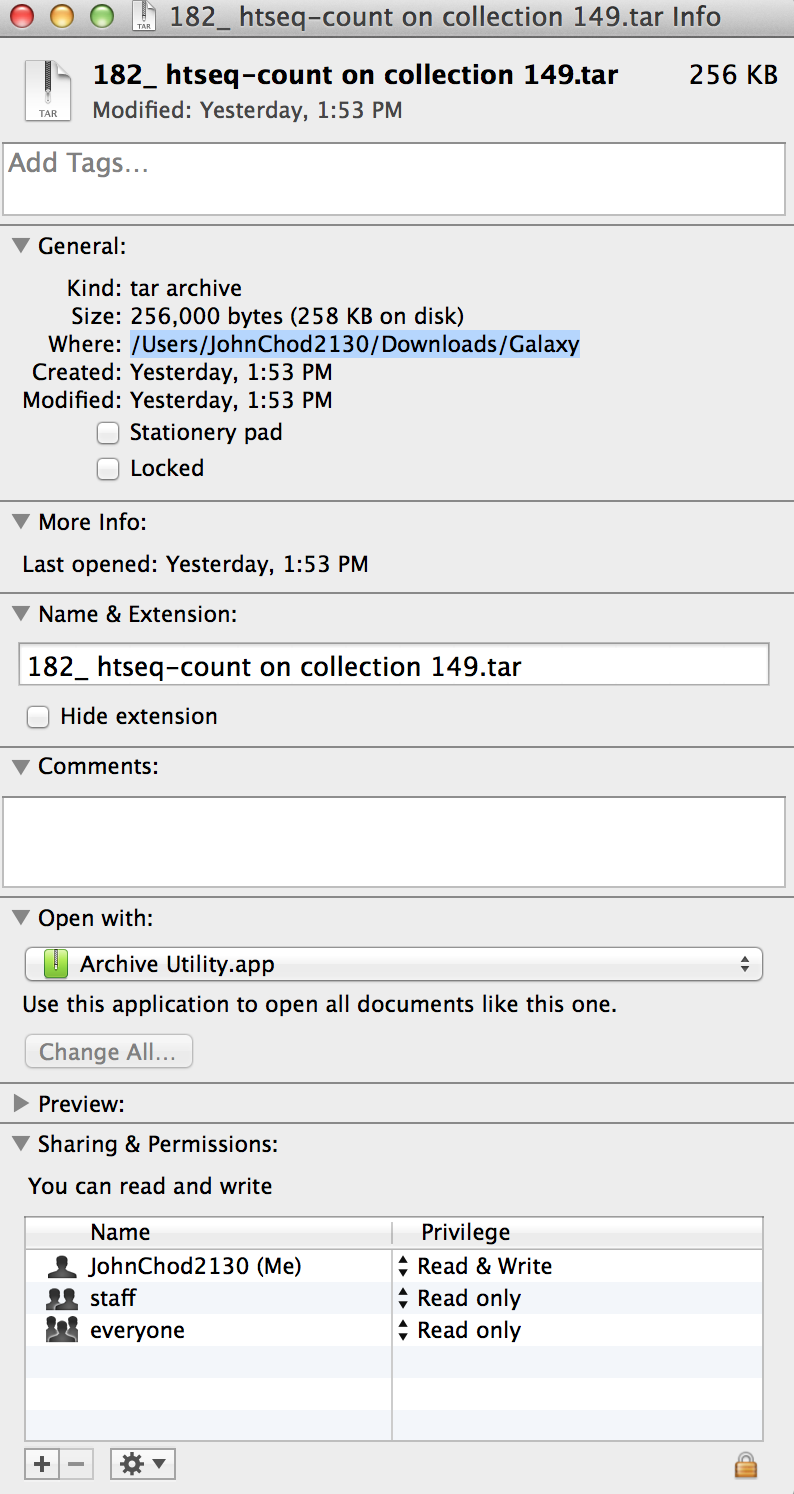 182_ htseq-count on collection 149.tar Info
182_ htseq-count on collection 149.tar 256 KB
Modified: Yesterday, 1:53 PM
TAR
Add Tags...
General:
Kind: tar archive
Size: 256,000 bytes (258 KB on disk)
Where: /Users/JohnChod2130/Downloads/Galaxy
Created: Yesterday, 1:53 PM
Modified: Yesterday, 1:53 PM
Stationery pad
Locked
More Info:
Last opened: Yesterday, 1:53 PM
Name & Extension:
182_ htseq-count on collection 149.tar
Hide extension
Comments:
Open with:
Archive Utility.app
Use this application to open all documents like this one.
Change All...
Preview:
Sharing & Permissions:
You can read and write
Name Privilege
JohnChod2130 (Me) Read & Write
staff Read only
everyone Read only